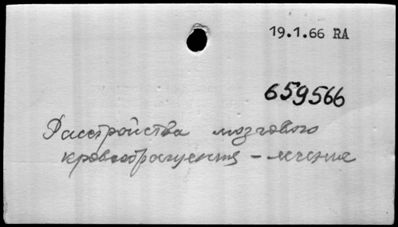 19.1.66 RA
659566
Расстройства мозгового
кровообращения - лечение